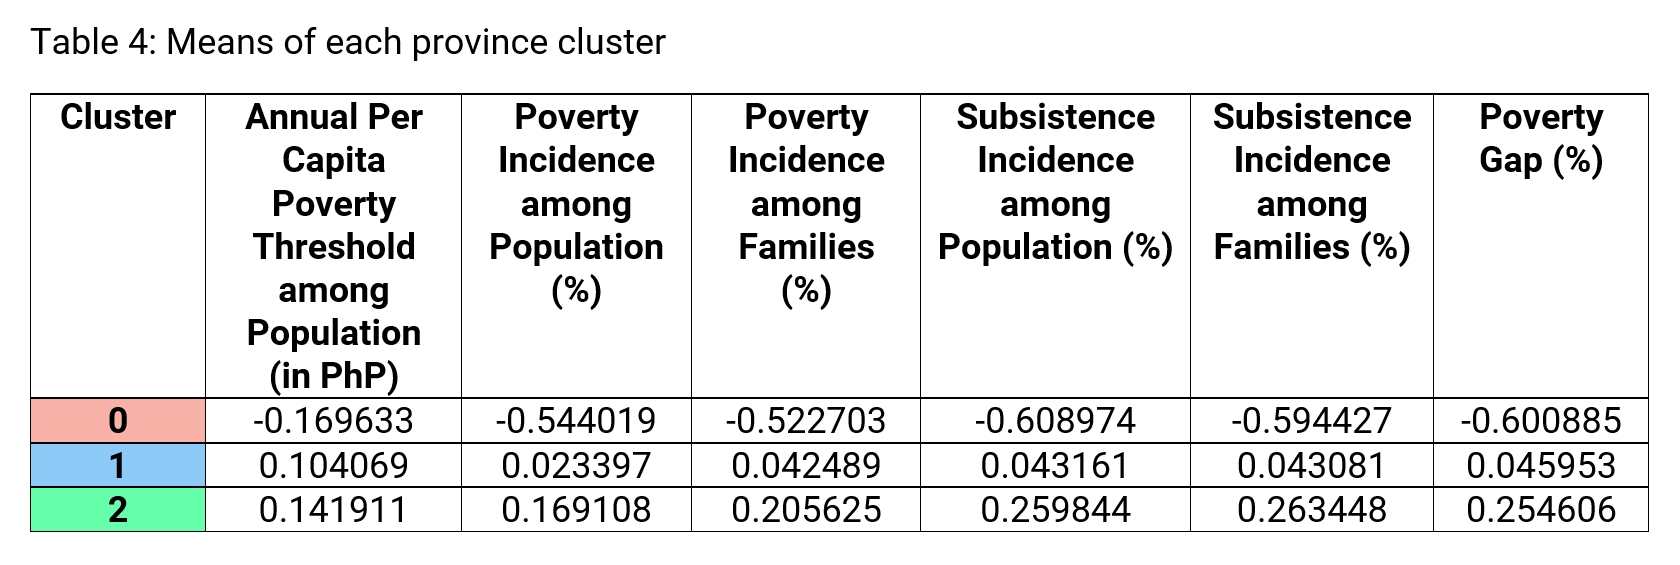 Table 4: Means of each province cluster
Cluster
Annual Per
Capita
Poverty
Threshold
among
Population
(in PhP)
Poverty
Incidence
among
Population
(%)
Poverty
Incidence
among
Families
(%)
Subsistence
Incidence
among
Population (%)
Subsistence
Incidence
among
Families (%)
Poverty
Gap (%)
0 -0.169633 -0.544019 -0.522703 -0.608974 -0.594427 -0.600885
1 0.104069 0.023397 0.042489 0.043161 0.043081 0.045953
2 0.141911 0.169108 0.205625 0.259844 0.263448 0.254606